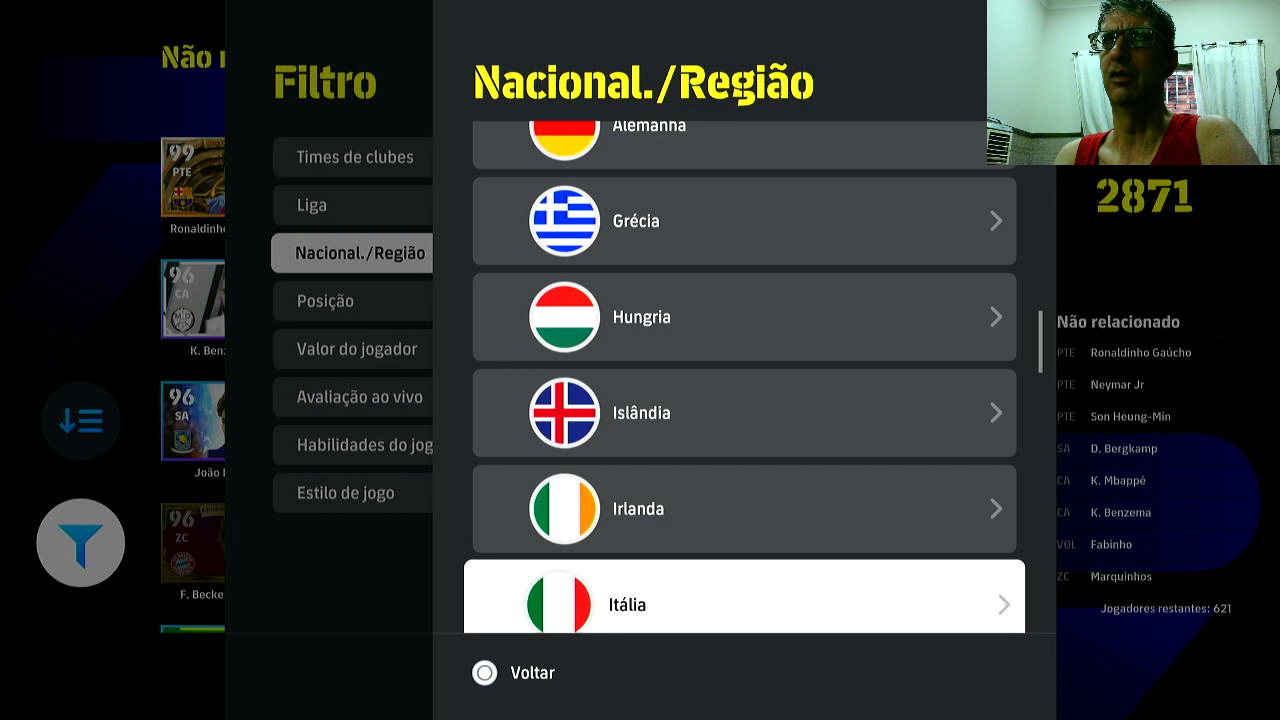 Não r
Filtro
Nacional./Região
Times de clubes
Liga
Nacional./Região
Posição
Valor do jogador
Avaliação ao vivo
Habilidades do jog
Estilo de jogo
Alemanha
Grécia
Hungria
Islândia
Irlanda
Itália
Voltar
99
PTE
Ronaldinho
96
CA
K. Benz
96
SA
João
96
ZC
F. Becke
2871
Não relacionado
PTE Ronaldinho Gaúcho
PTE Neymar Jr
PTE Son Heung-Min
SA D. Bergkamp
CA K. Mbappé
CA K. Benzema
VOL Fabinho
ZC Marquinhos
Jogadores restantes: 621